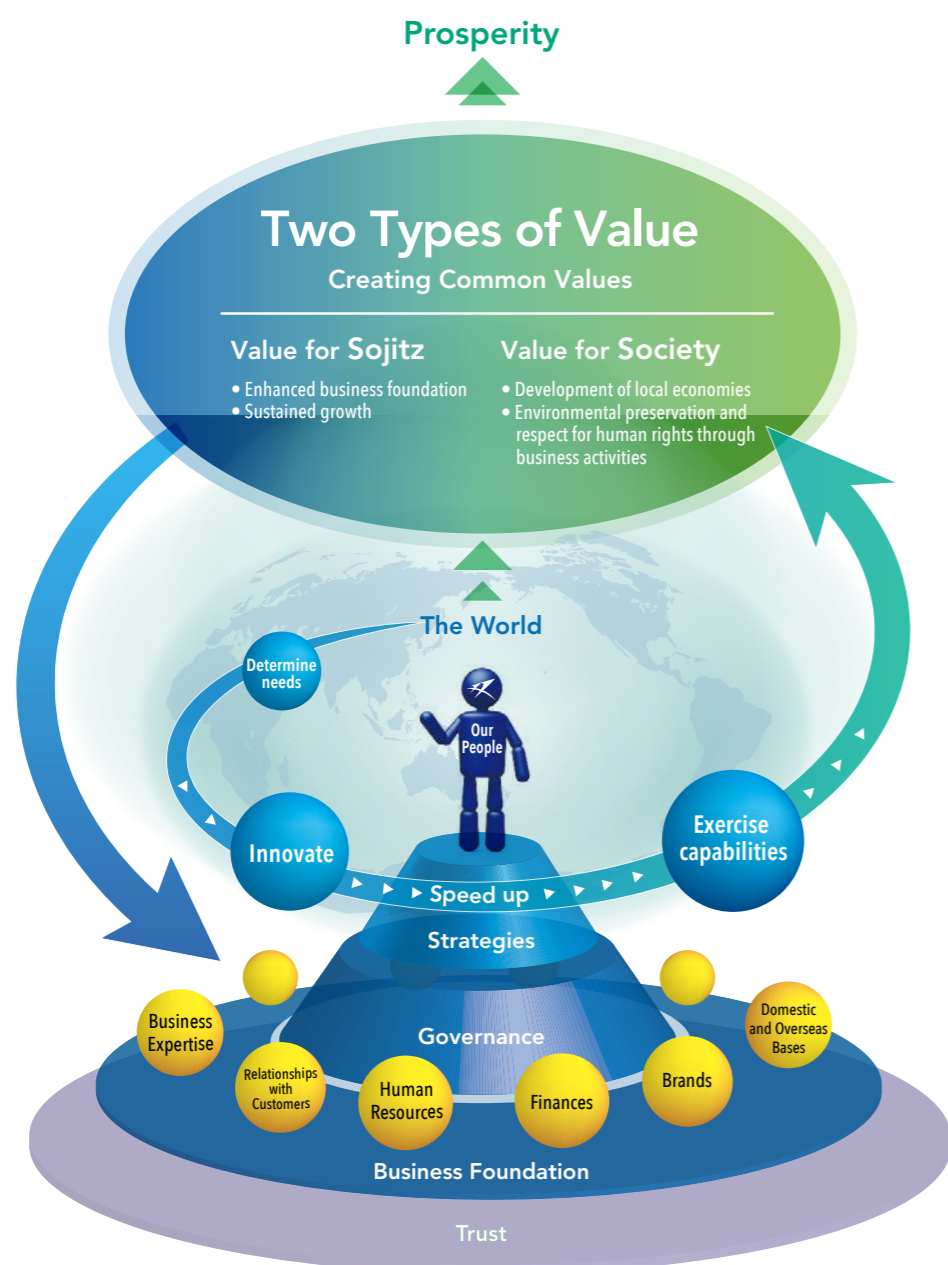 Prosperity
Two Types of Value
Creating Common Values
Value for Sojitz
• Enhanced business foundation
• Sustained growth
Value for Society
• Development of local economies
• Environmental preservation and
respect for human rights through
business activities
The World
Determine
needs
Our
People
Innovate
Exercise
capabilities
Speed up
Strategies
Governance
Business
Expertise
Relationships
with
Customers
Human
Resources
Finances
Brands
Domestic
and Overseas
Bases
Business Foundation
Trust